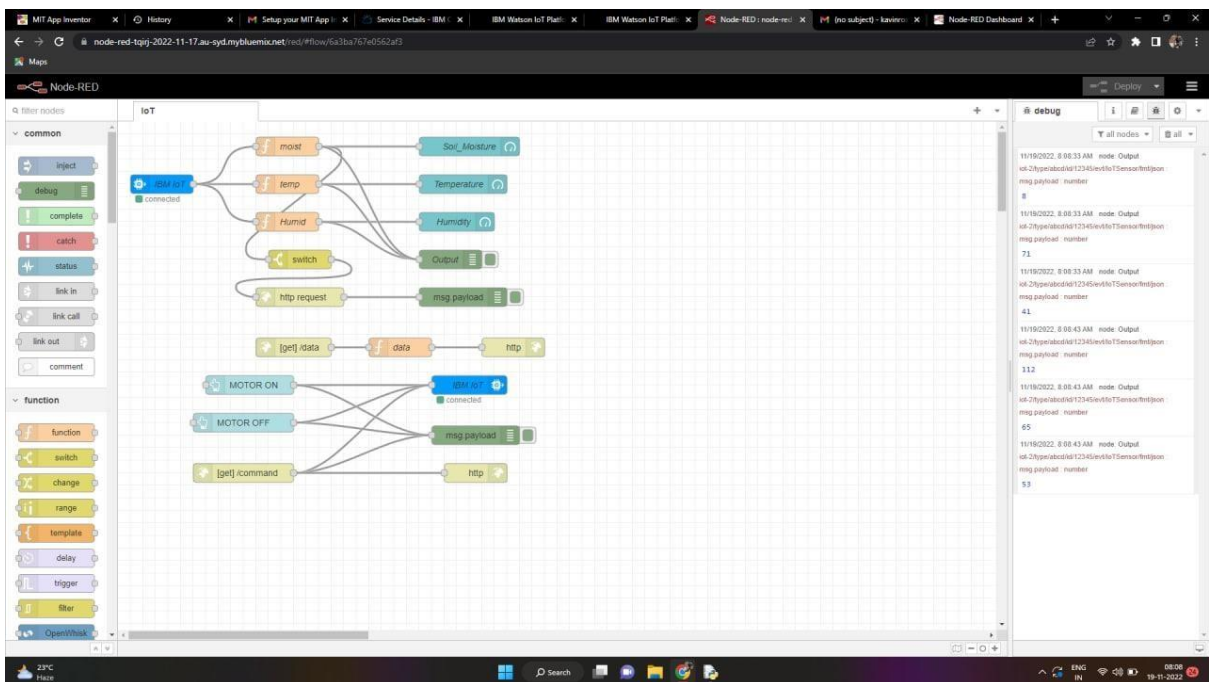 MIT App Inventor
History
Setup your MIT App In
Service Details - IBM C
IBM Watson IoT Platfo
IBM Watson IoT Platfo
Node-RED : node-red
(no subject) - kavinro
Node-RED Dashboard
node-red-tqirj-2022-11-17.au-syd.mybluemix.net/red/#flow/6a3ba767e0562af3
Maps
Node-RED
Deploy
filter nodes
common
inject
debug
complete
catch
status
link in
link call
link out
comment
function
function
switch
change
range
template
delay
trigger
filter
OpenWhisk
IoT
moist
Soil_Moisture
IBM IoT
temp
Temperature
connected
Humid
Humidity
switch
Output
http request
msg.payload
[get] /data
data
http
MOTOR ON
IBM IoT
connected
MOTOR OFF
msg.payload
[get] /command
http
debug
all nodes
all
11/19/2022, 8:08:33 AM node: Output
iot-2/type/abcd/id/12345/evt/IoTSensor/fmt/json
msg.payload : number
8
11/19/2022, 8:08:33 AM node: Output
iot-2/type/abcd/id/12345/evt/IoTSensor/fmt/json
msg.payload : number
71
11/19/2022, 8:08:33 AM node: Output
iot-2/type/abcd/id/12345/evt/IoTSensor/fmt/json
msg.payload : number
41
11/19/2022, 8:08:43 AM node: Output
iot-2/type/abcd/id/12345/evt/IoTSensor/fmt/json
msg.payload : number
112
11/19/2022, 8:08:43 AM node: Output
iot-2/type/abcd/id/12345/evt/IoTSensor/fmt/json
msg.payload : number
65
11/19/2022, 8:08:43 AM node: Output
iot-2/type/abcd/id/12345/evt/IoTSensor/fmt/json
msg.payload : number
53
23°C
Haze
Search
ENG
IN
08:08
19-11-2022
24